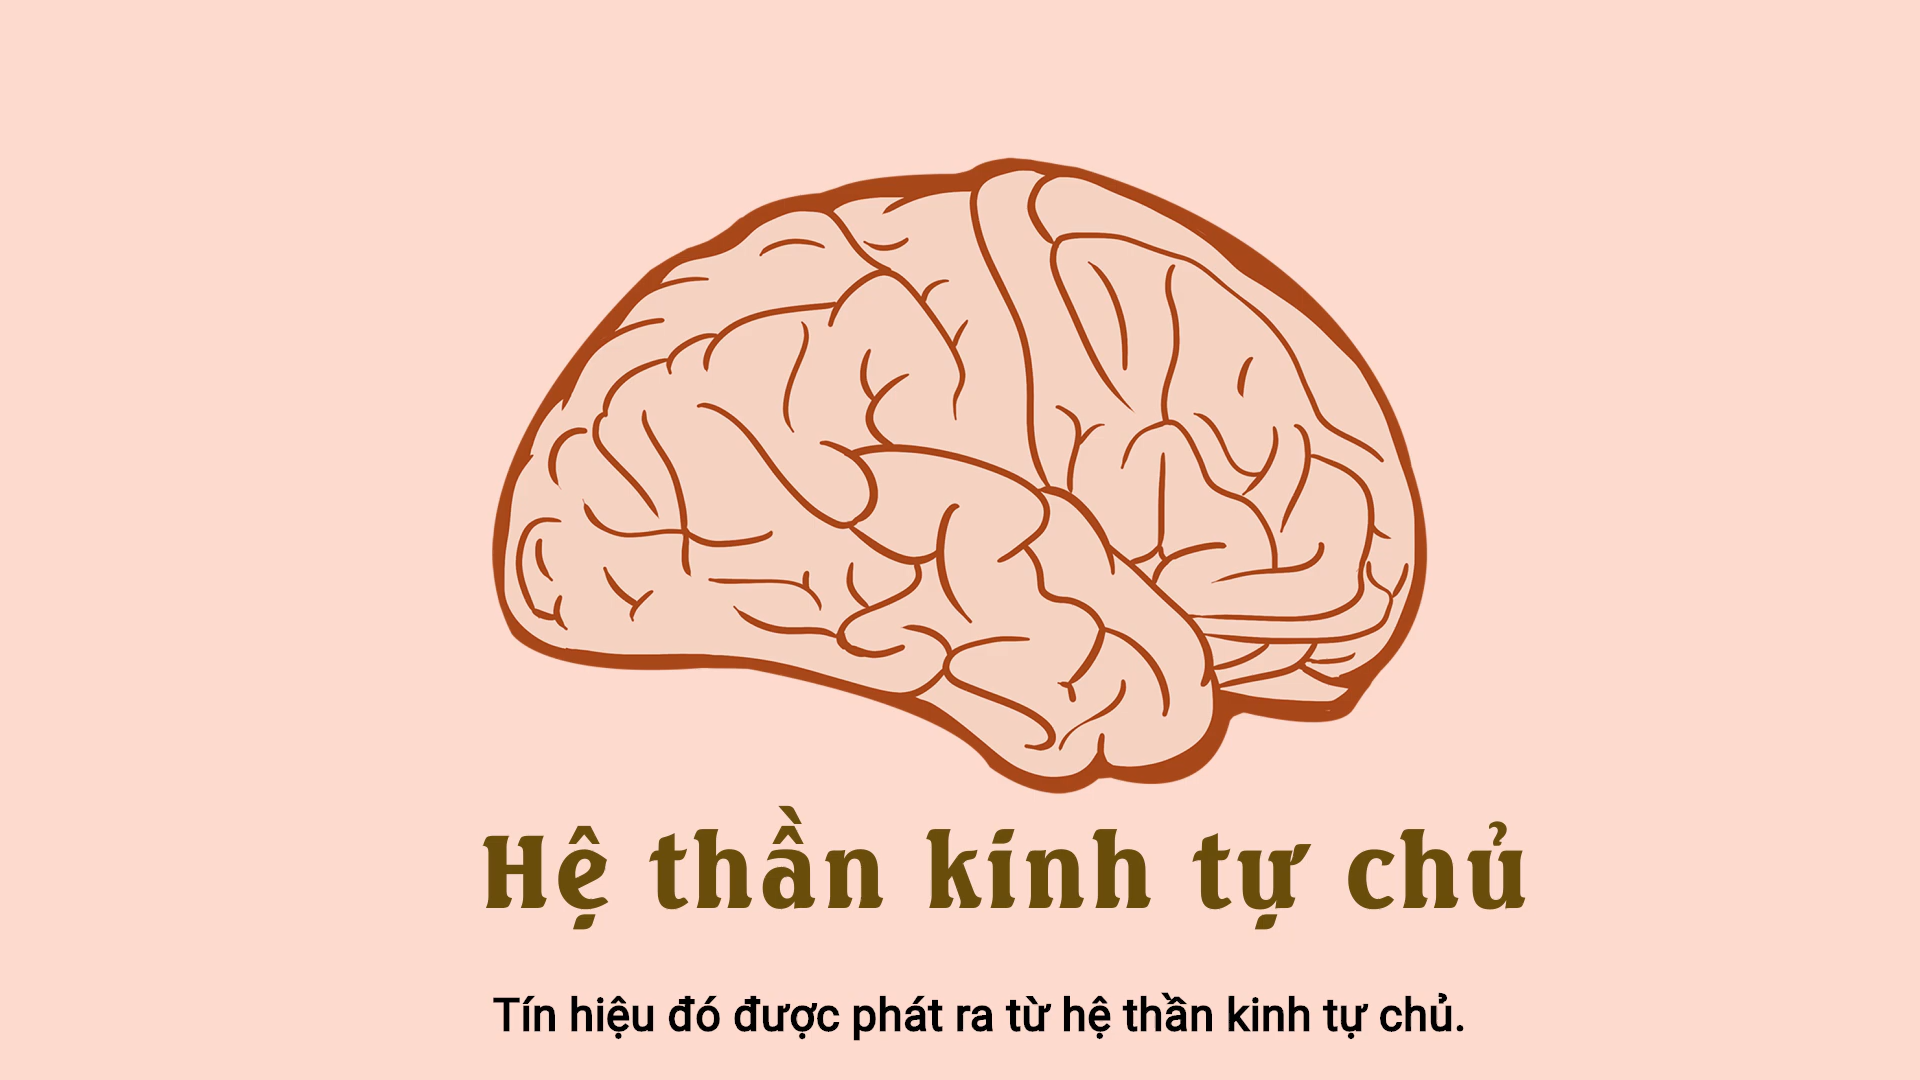 Hệ thần kinh tự chủ
Tín hiệu đó được phát ra từ hệ thần kinh tự chủ.